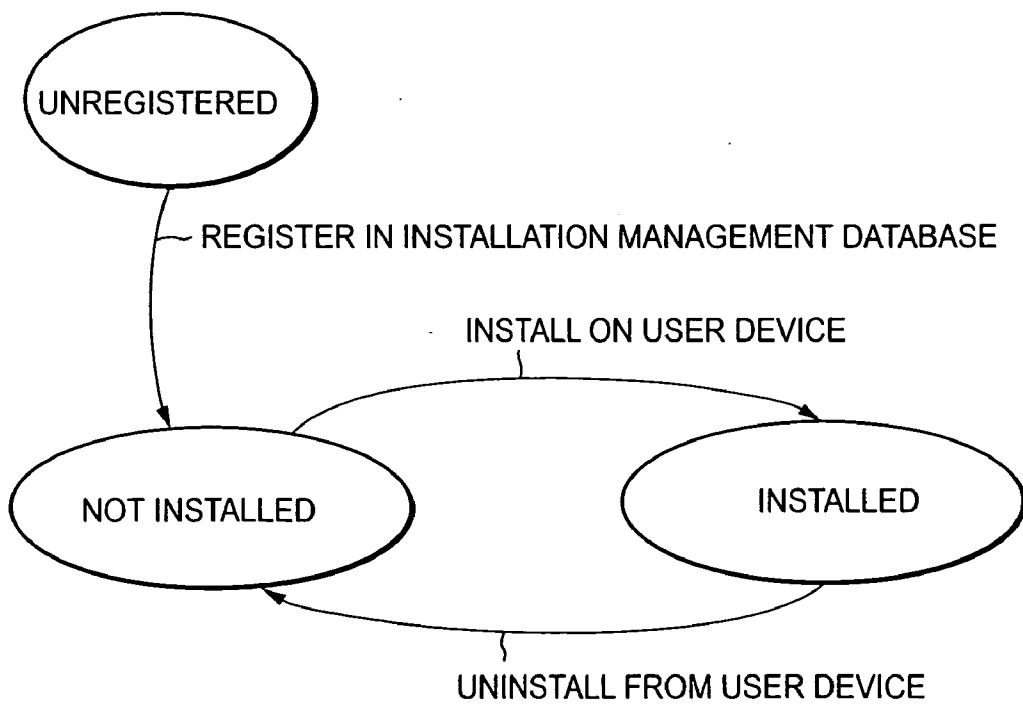 UNREGISTERED
REGISTER IN INSTALLATION MANAGEMENT DATABASE
INSTALL ON USER DEVICE
NOT INSTALLED
INSTALLED
UNINSTALL FROM USER DEVICE